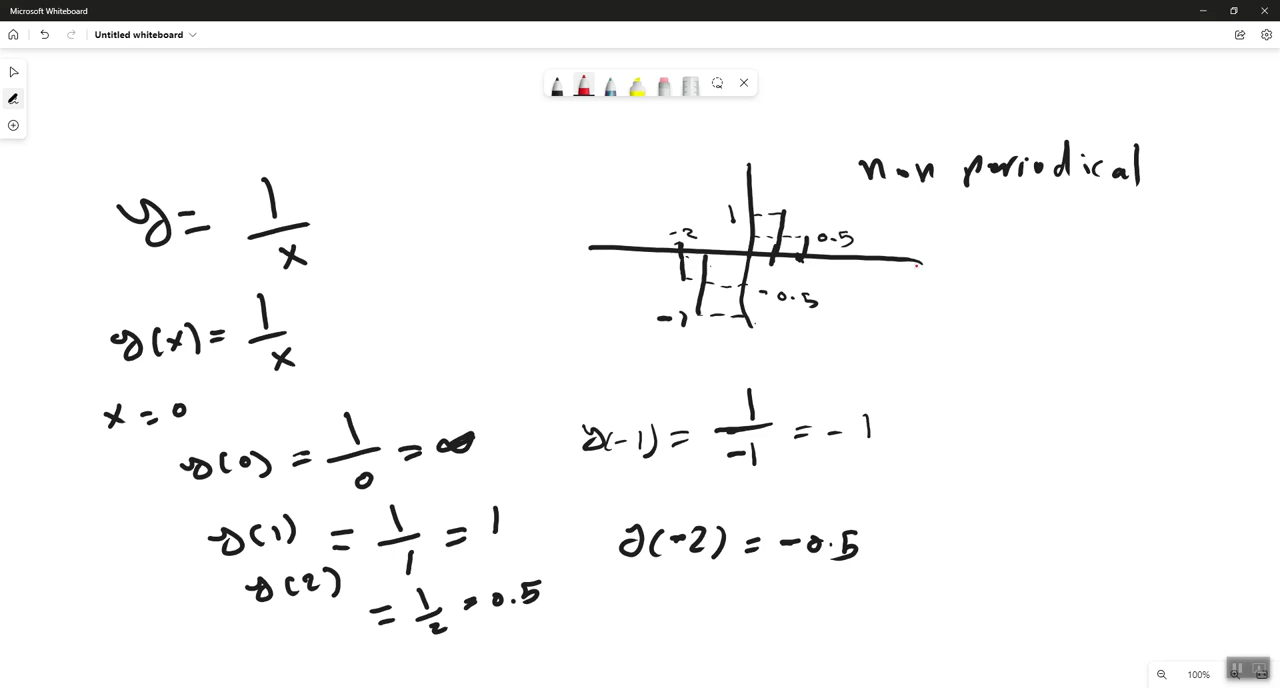 Microsoft Whiteboard
Untitled whiteboard
non periodical
y = 1/x
1
-2
0.5
-0.5
-1
y(x) = 1/x
x = 0
y(0) = 1/0 = ∞
y(-1) = 1/-1 = -1
y(1) = 1/1 = 1
y(-2) = -0.5
y(2)
= 1/2 = 0.5
100%